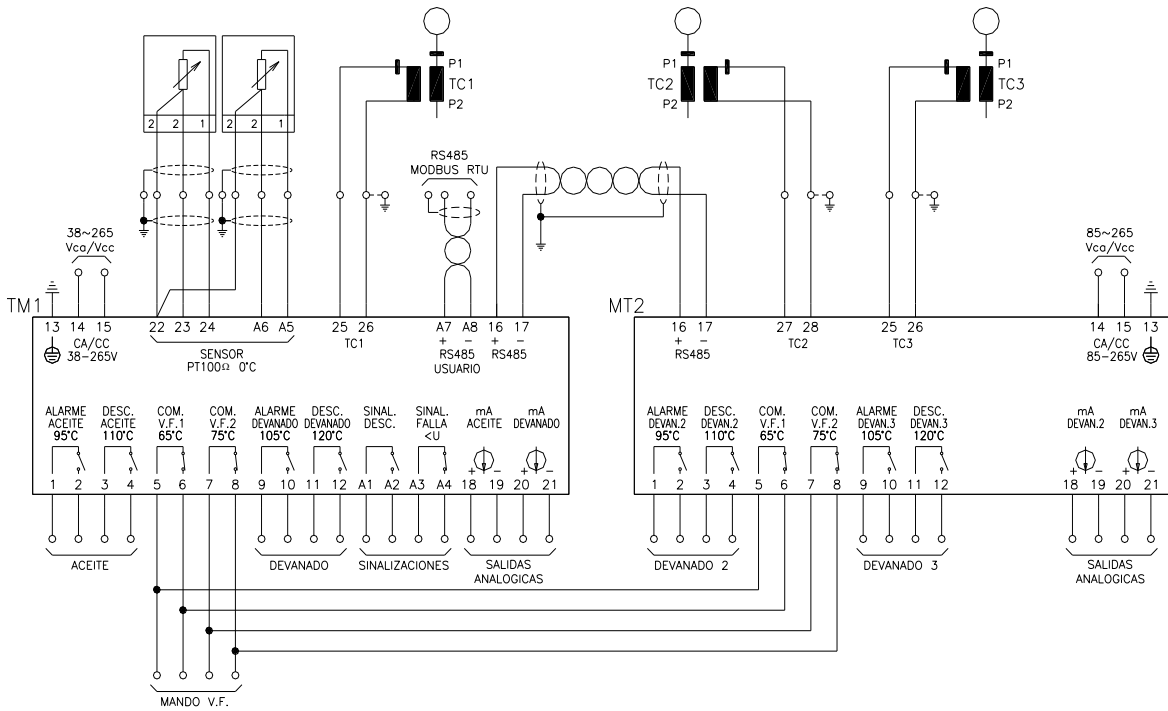 P1
TC1
P2
P1
TC2
P2
P1
TC3
P2
2 2 1
2 2 1
RS485
MODBUS RTU
38~265
Vca/Vcc
85~265
Vca/Vcc
TM1
13 14 15 22 23 24 A6 A5 25 26 A7 A8 16 17
CA/CC
38-265V
SENSOR
PT100Ω 0°C
TC1
+ − + −
RS485 RS485
USUARIO
ALARME
ACEITE
95°C
DESC.
ACEITE
110°C
COM.
V.F.1
65°C
COM.
V.F.2
75°C
ALARME
DEVANADO
105°C
DESC.
DEVANADO
120°C
SINAL.
DESC.
SINAL.
FALLA
<U
mA
ACEITE
mA
DEVANADO
+ − + −
1 2 3 4 5 6 7 8 9 10 11 12 A1 A2 A3 A4 18 19 20 21
ACEITE
DEVANADO
SINALIZACIONES
SALIDAS
ANALOGICAS
MANDO V.F.
MT2
16 17 27 28 25 26 14 15 13
+ −
RS485
TC2
TC3
CA/CC
85-265V
ALARME
DEVAN.2
95°C
DESC.
DEVAN.2
110°C
COM.
V.F.1
65°C
COM.
V.F.2
75°C
ALARME
DEVAN.3
105°C
DESC.
DEVAN.3
120°C
mA
DEVAN.2
mA
DEVAN.3
+ − + −
1 2 3 4 5 6 7 8 9 10 11 12 18 19 20 21
DEVANADO 2
DEVANADO 3
SALIDAS
ANALOGICAS